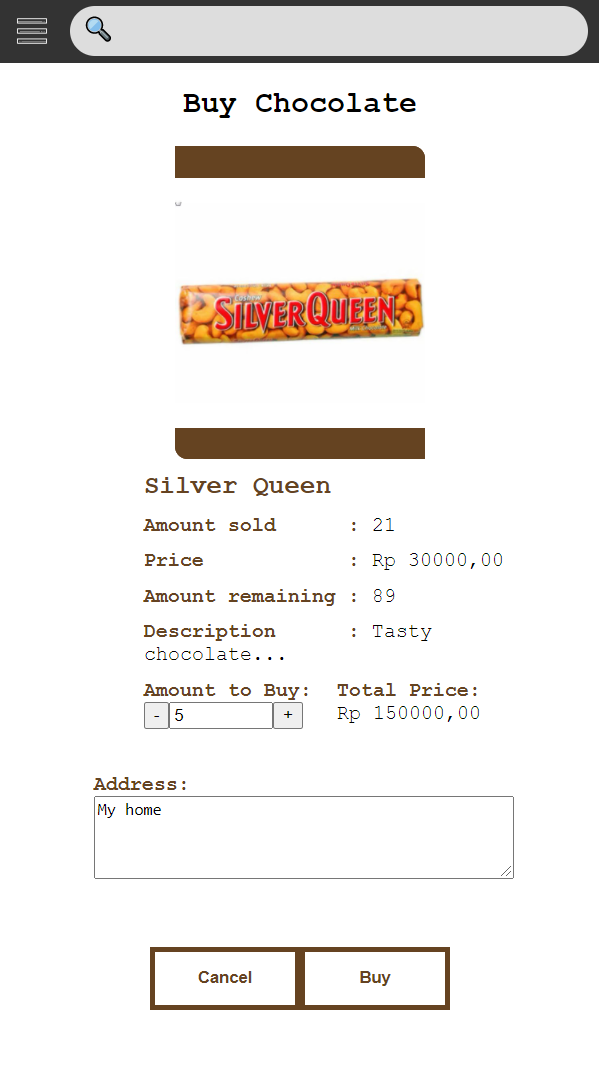 Buy Chocolate
Cashew
SILVERQUEEN
Silver Queen
Amount sold : 21
Price : Rp 30000,00
Amount remaining : 89
Description : Tasty
chocolate...
Amount to Buy: Total Price:
- 5 + Rp 150000,00
Address:
My home
Cancel Buy